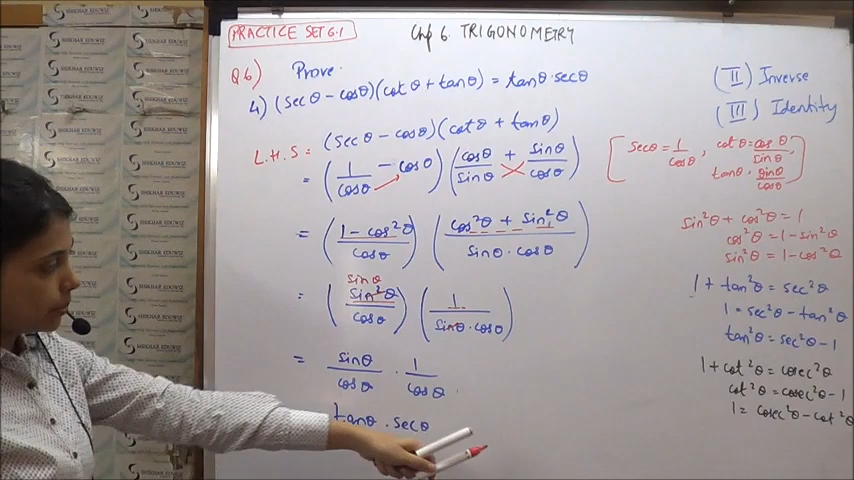 PRACTICE SET 6.1
Chp 6. TRIGONOMETRY
Q6) Prove.
4) (secθ - cosθ)(cotθ + tanθ) = tanθ·secθ
L.H.S = (secθ - cosθ)(cotθ + tanθ)
= (1/cosθ - cosθ) (cosθ/sinθ + sinθ/cosθ)
= (1 - cos²θ/cosθ) (cos²θ + sin²θ/sinθ·cosθ)
sinθ
= (sin²θ/cosθ) (1/sinθ·cosθ)
= sinθ/cosθ · 1/cosθ
tanθ·secθ
(II) Inverse
(III) Identity
[secθ = 1/cosθ, cotθ = cosθ/sinθ,
tanθ · sinθ/cosθ]
sin²θ + cos²θ = 1
cos²θ = 1 - sin²θ
sin²θ = 1 - cos²θ
1 + tan²θ = sec²θ
1 = sec²θ - tan²θ
tan²θ = sec²θ - 1
1 + cot²θ = cosec²θ
cot²θ = cosec²θ - 1
1 = cosec²θ - cot²θ
SHIKHAR EDUWIZ